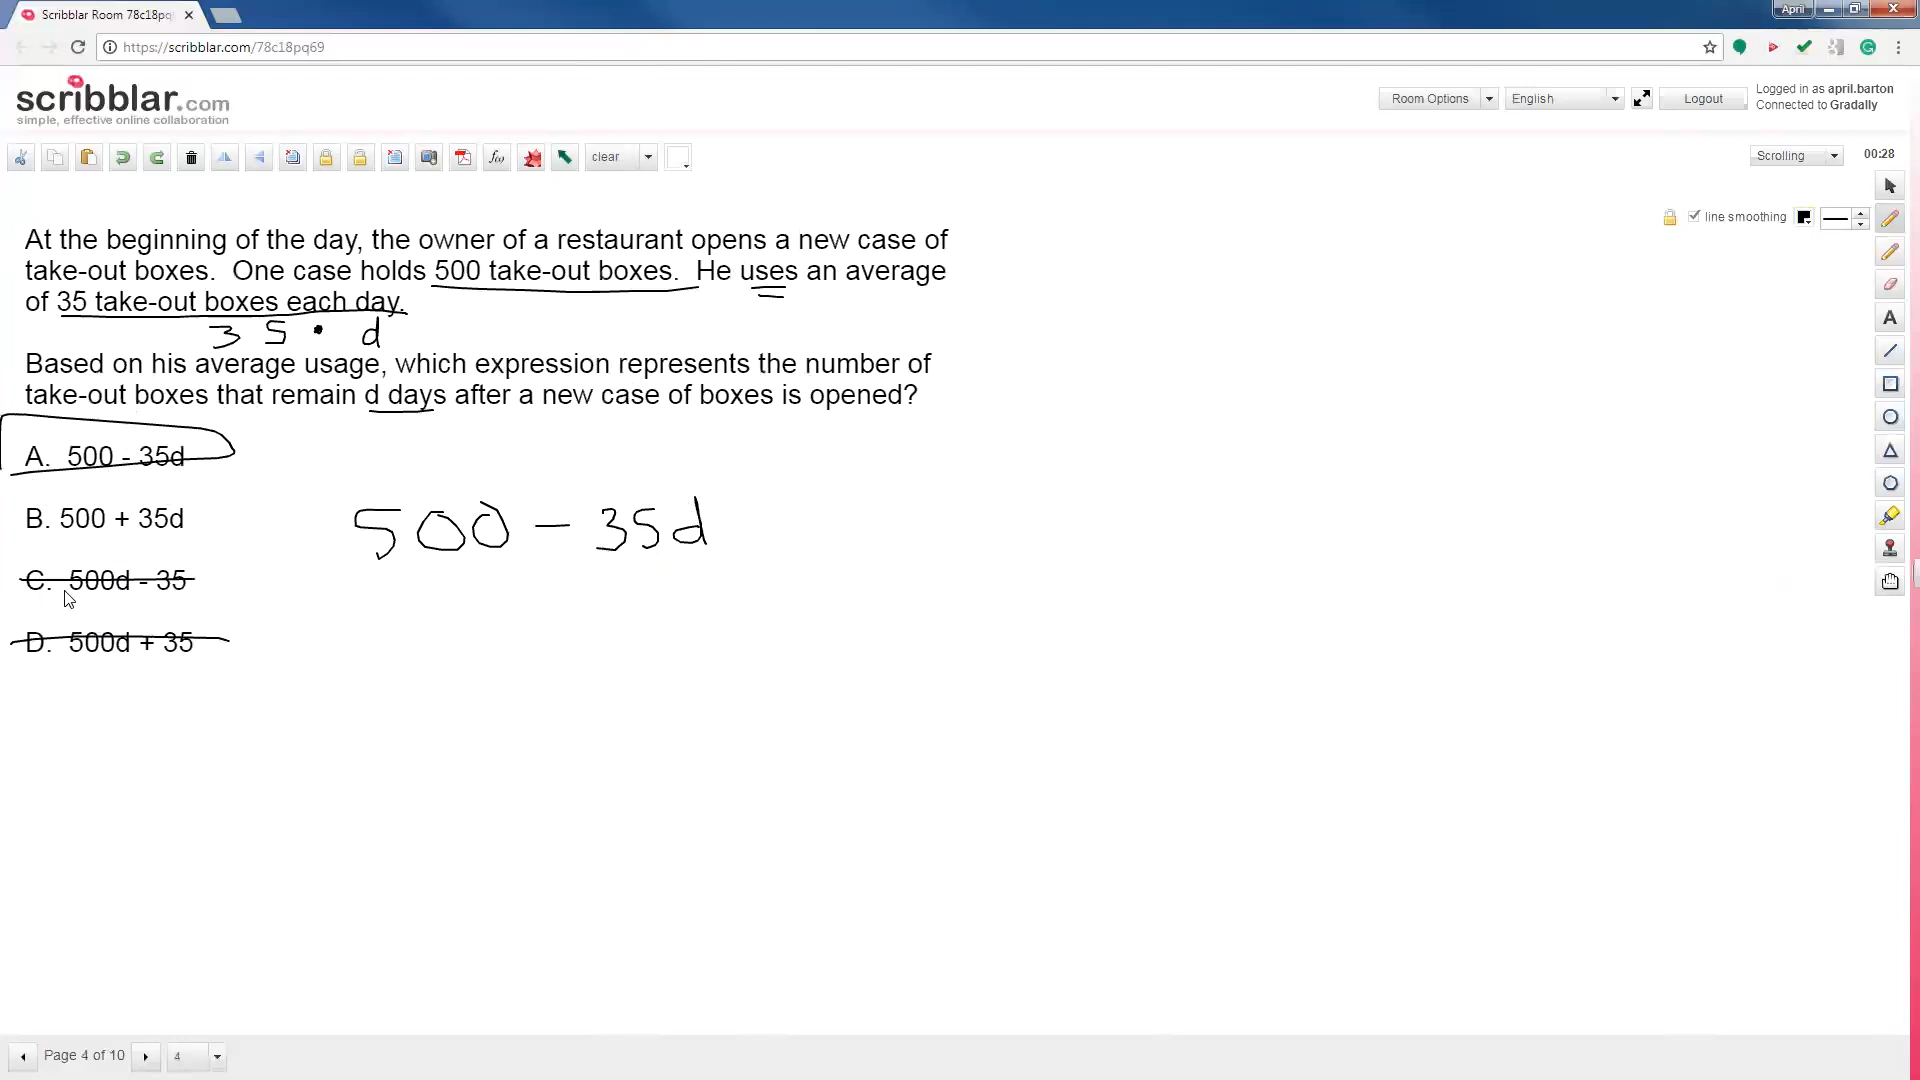 Scribblar Room 78c18pq
April
https://scribblar.com/78c18pq69
scribblar.com
simple, effective online collaboration
Room Options
English
Logout
Logged in as april.barton
Connected to Gradally
clear
Scrolling
00:28
line smoothing
At the beginning of the day, the owner of a restaurant opens a new case of
take-out boxes.  One case holds 500 take-out boxes.  He uses an average
of 35 take-out boxes each day.
35 • d
Based on his average usage, which expression represents the number of
take-out boxes that remain d days after a new case of boxes is opened?
A.  500 - 35d
B. 500 + 35d
500 - 35d
C.  500d - 35
D.  500d + 35
Page 4 of 10
4